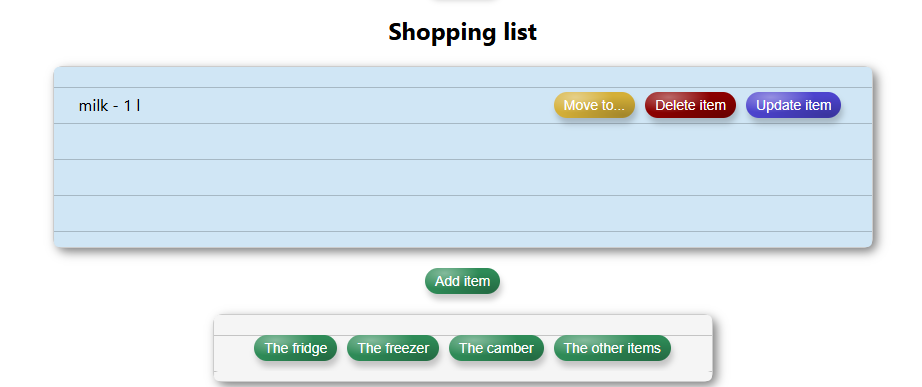 Shopping list
milk - 1 l Move to... Delete item Update item
Add item
The fridge The freezer The camber The other items